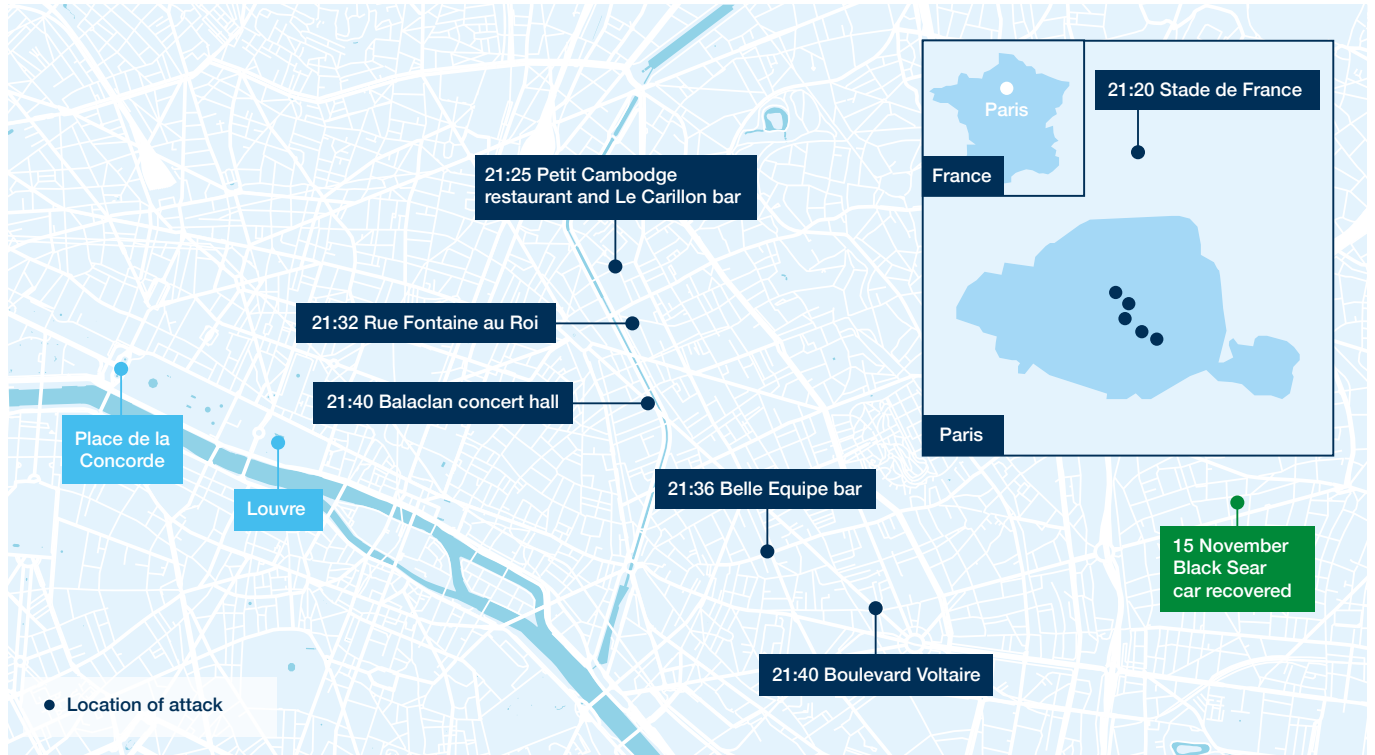 21:20 Stade de France
Paris
France
21:25 Petit Cambodge
restaurant and Le Carillon bar
21:32 Rue Fontaine au Roi
21:40 Balaclan concert hall
Place de la
Concorde
Louvre
Paris
21:36 Belle Equipe bar
15 November
Black Sear
car recovered
21:40 Boulevard Voltaire
Location of attack